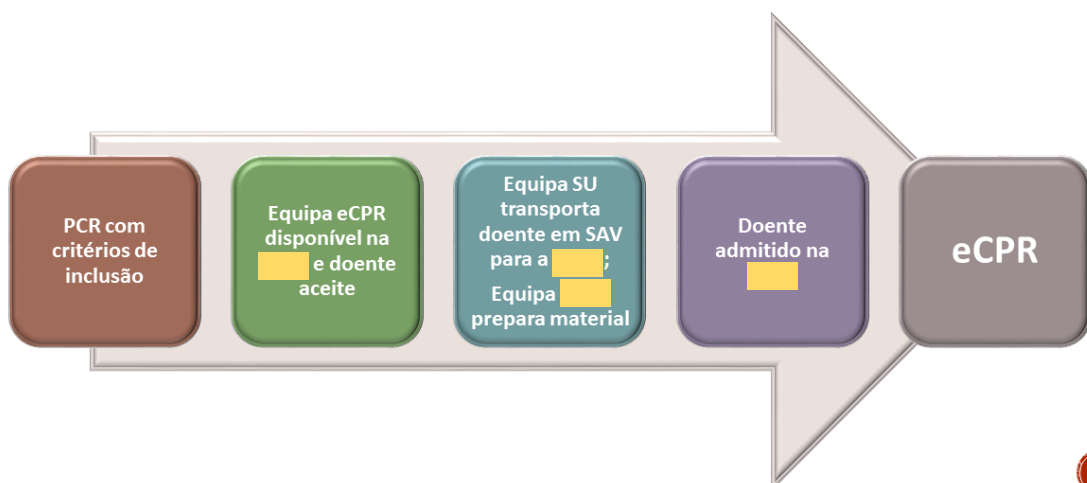 PCR com
critérios de
inclusão
Equipa eCPR
disponível na
e doente
aceite
Equipa SU
transporta
doente em SAV
para a ;
Equipa
prepara material
Doente
admitido na
eCPR